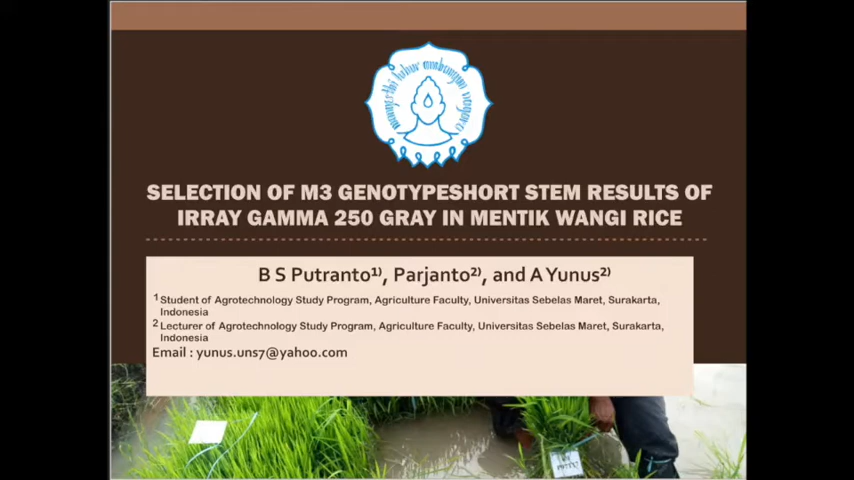 SELECTION OF M3 GENOTYPESHORT STEM RESULTS OF
IRRAY GAMMA 250 GRAY IN MENTIK WANGI RICE
B S Putranto¹⁾, Parjanto²⁾, and A Yunus²⁾
¹ Student of Agrotechnology Study Program, Agriculture Faculty, Universitas Sebelas Maret, Surakarta,
Indonesia
² Lecturer of Agrotechnology Study Program, Agriculture Faculty, Universitas Sebelas Maret, Surakarta,
Indonesia
Email : yunus.uns7@yahoo.com